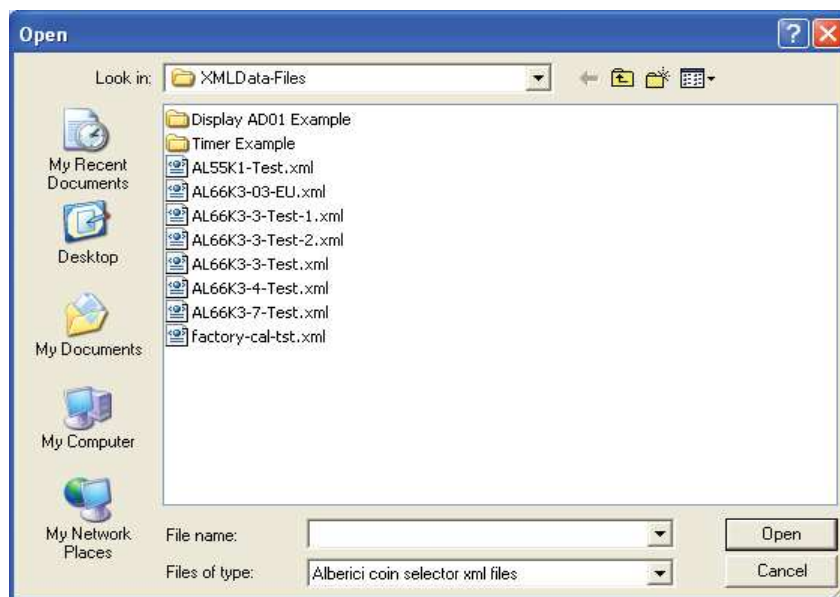 Open
Look in:
XMLData-Files
My Recent
Documents
Desktop
My Documents
My Computer
My Network
Places
Display AD01 Example
Timer Example
AL55K1-Test.xml
AL66K3-03-EU.xml
AL66K3-3-Test-1.xml
AL66K3-3-Test-2.xml
AL66K3-3-Test.xml
AL66K3-4-Test.xml
AL66K3-7-Test.xml
factory-cal-tst.xml
File name:
Open
Files of type:
Alberici coin selector xml files
Cancel